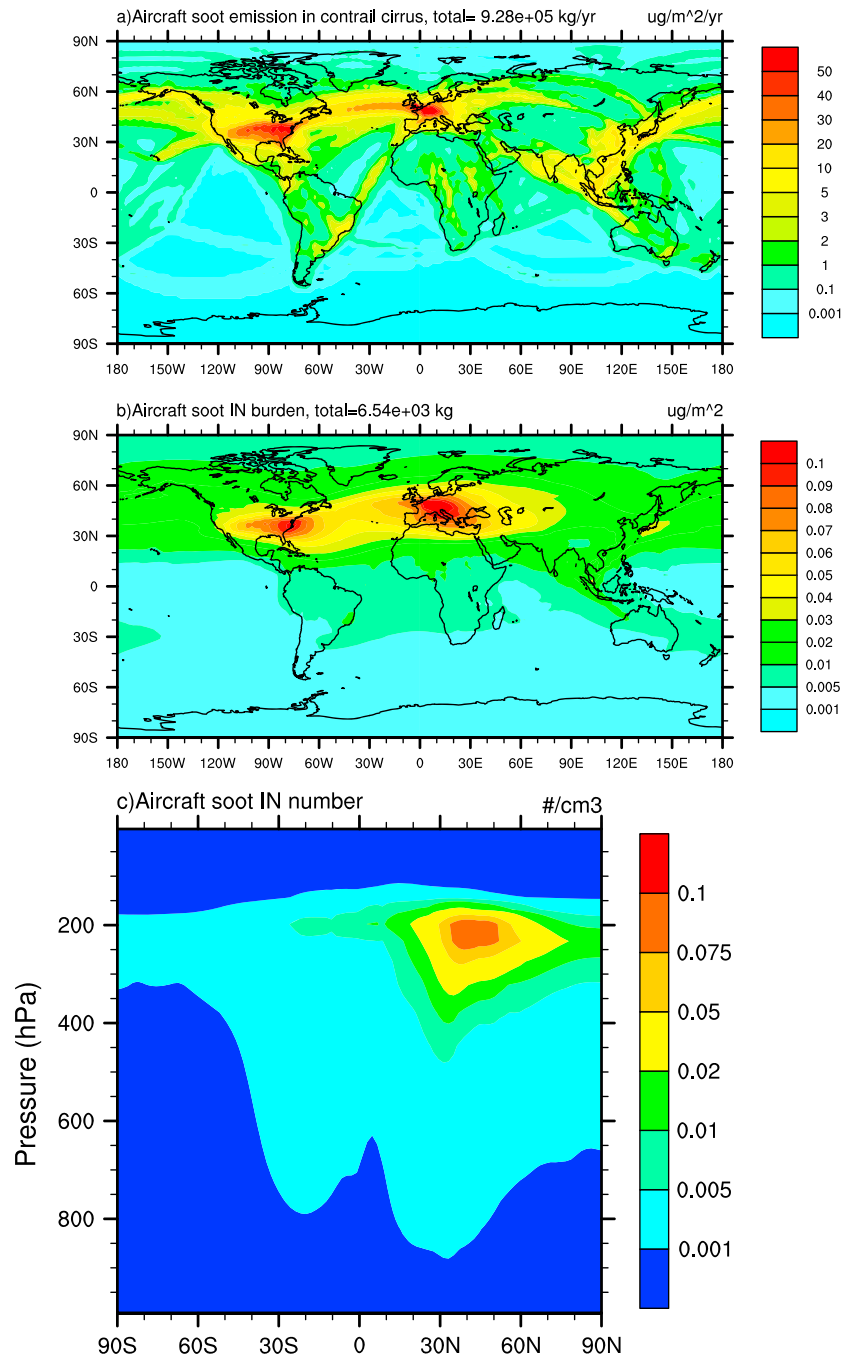 a)Aircraft soot emission in contrail cirrus, total= 9.28e+05 kg/yr ug/m^2/yr
90N
60N
30N
0
30S
60S
90S
180 150W 120W 90W 60W 30W 0 30E 60E 90E 120E 150E 180
50
40
30
20
10
5
3
2
1
0.1
0.001
b)Aircraft soot IN burden, total=6.54e+03 kg ug/m^2
90N
60N
30N
0
30S
60S
90S
180 150W 120W 90W 60W 30W 0 30E 60E 90E 120E 150E 180
0.1
0.09
0.08
0.07
0.06
0.05
0.04
0.03
0.02
0.01
0.005
0.001
c)Aircraft soot IN number #/cm3
Pressure (hPa)
200
400
600
800
90S 60S 30S 0 30N 60N 90N
0.1
0.075
0.05
0.02
0.01
0.005
0.001